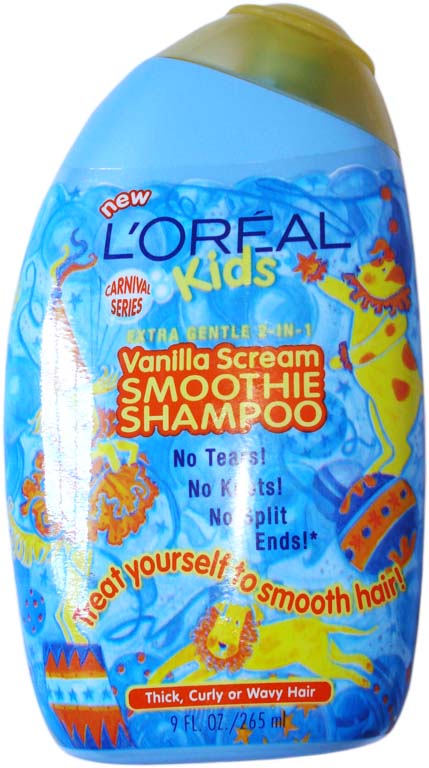 new
L'ORÉAL
Kids
CARNIVAL
SERIES
EXTRA GENTLE 2-IN-1
Vanilla Scream
SMOOTHIE
SHAMPOO
No Tears!
No Knots!
No Split
Ends!*
Treat yourself to smooth hair!
Thick, Curly or Wavy Hair
9 FL. OZ./265 ml